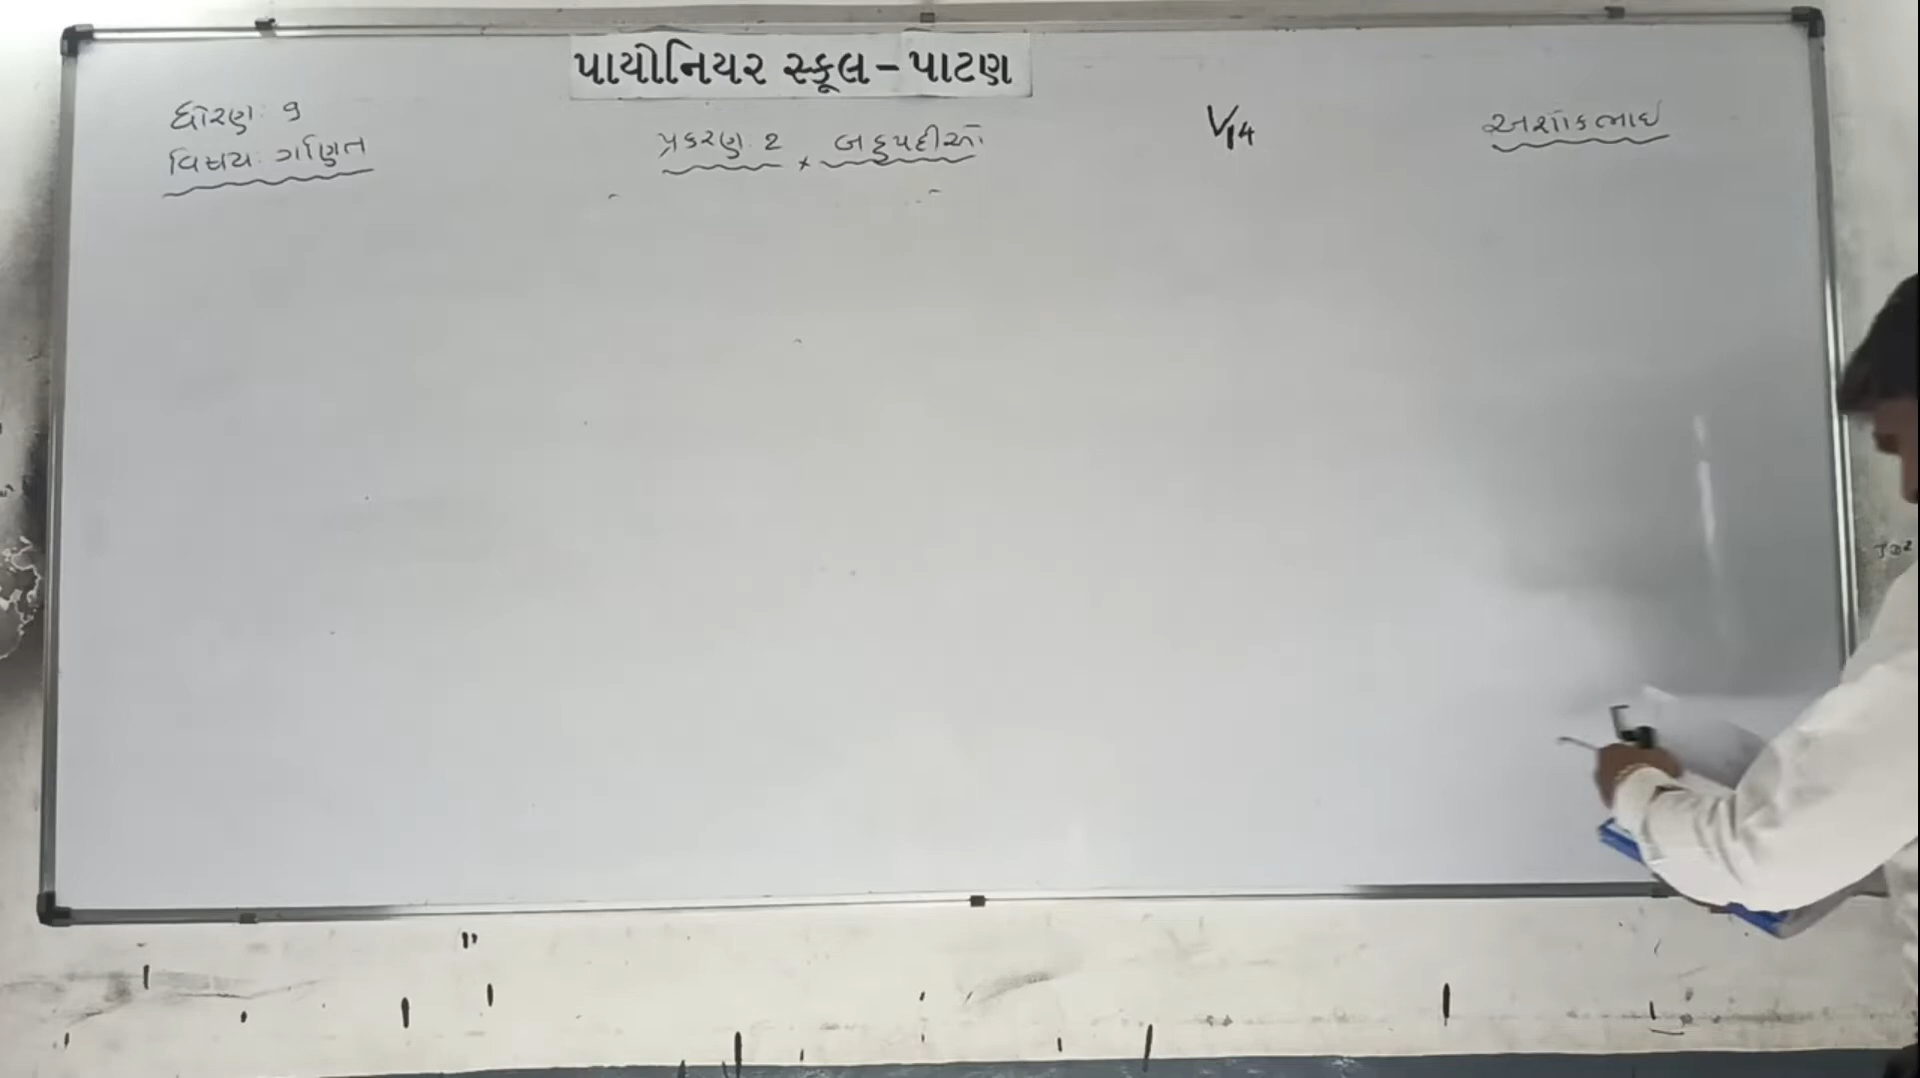 પાયોનિયર સ્કૂલ - પાટણ
ધોરણ: 9
વિષય: ગણિત
પ્રકરણ: 2 બહુપદીઓ
V14
અશોકભાઈ